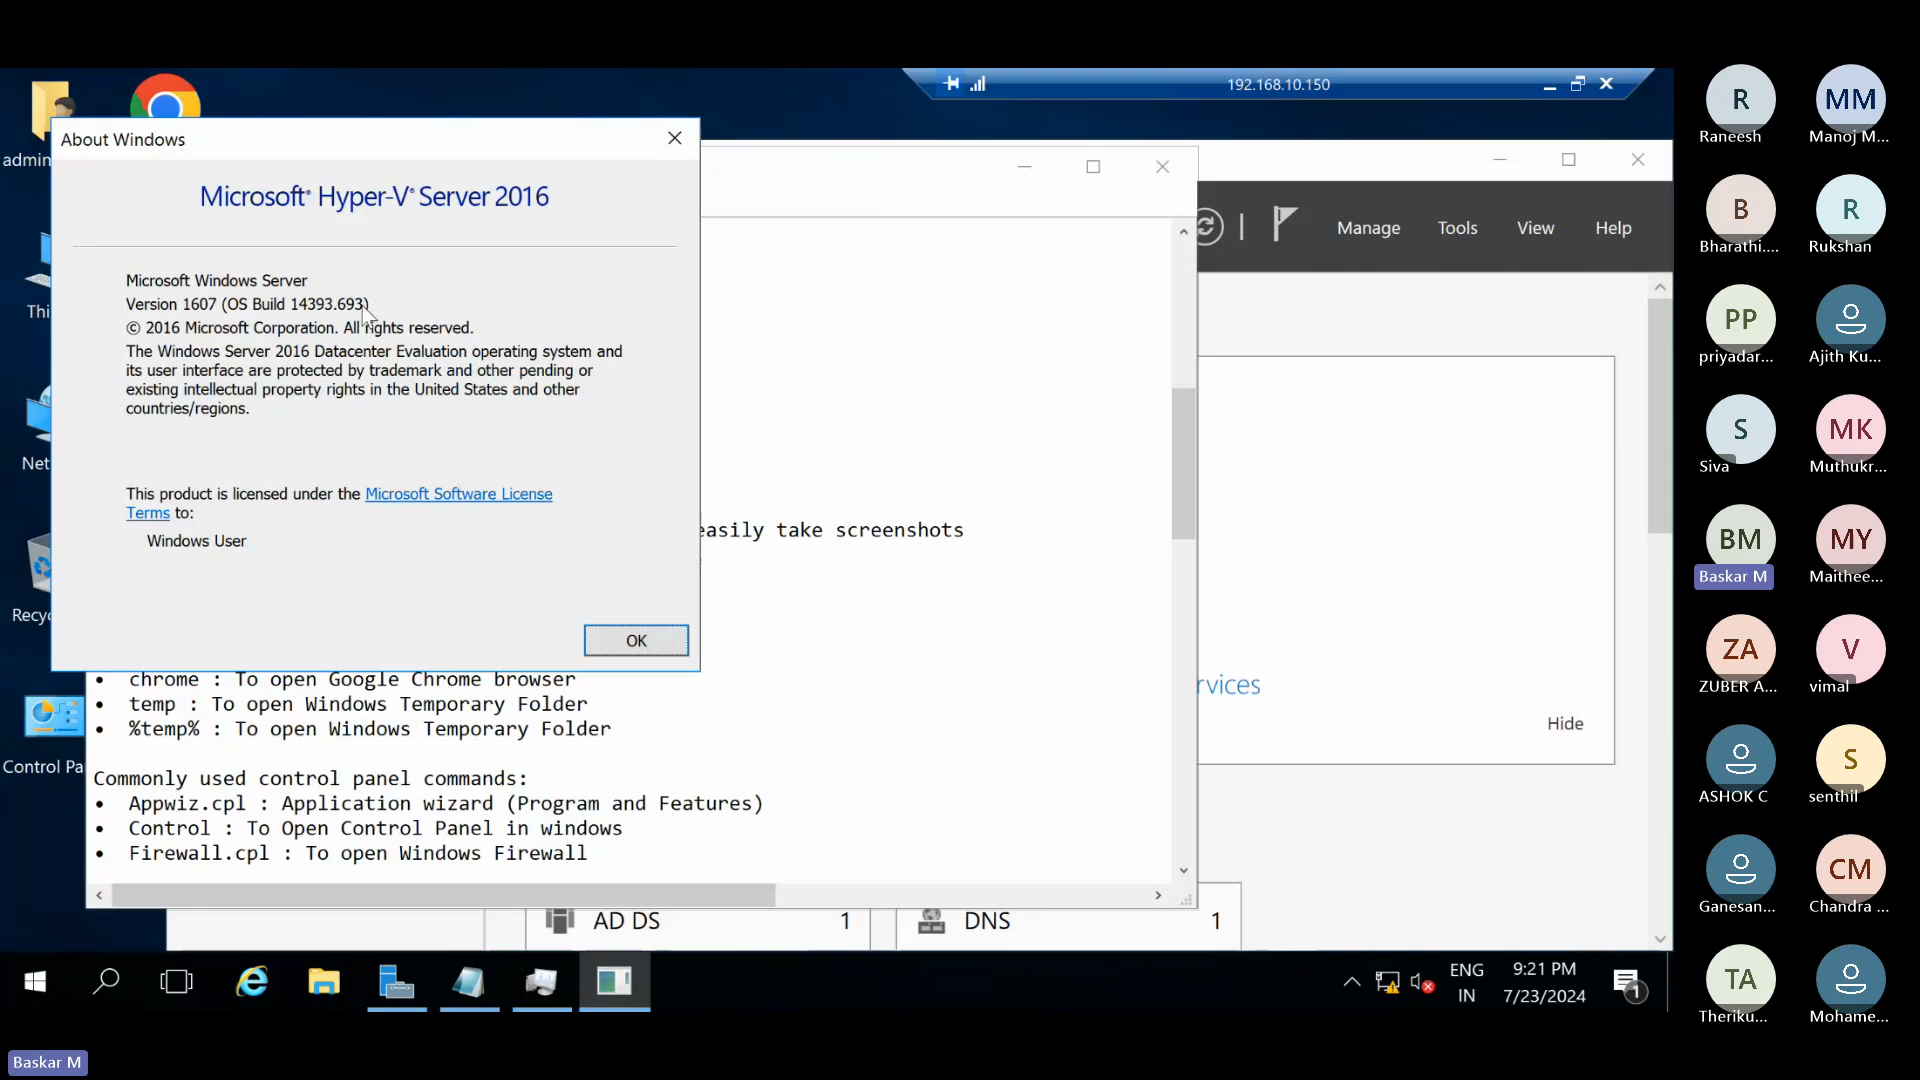 192.168.10.150
admin
About Windows
Microsoft® Hyper-V® Server 2016
Microsoft Windows Server
Version 1607 (OS Build 14393.693)
© 2016 Microsoft Corporation. All rights reserved.
The Windows Server 2016 Datacenter Evaluation operating system and
its user interface are protected by trademark and other pending or
existing intellectual property rights in the United States and other
countries/regions.
This product is licensed under the Microsoft Software License
Terms to:
Windows User
OK
Thi
Net
Recyc
Control Pa
Manage
Tools
View
Help
easily take screenshots
• chrome : To open Google Chrome browser
• temp : To open Windows Temporary Folder
• %temp% : To open Windows Temporary Folder
Commonly used control panel commands:
• Appwiz.cpl : Application wizard (Program and Features)
• Control : To Open Control Panel in windows
• Firewall.cpl : To open Windows Firewall
rvices
Hide
AD DS 1
DNS 1
ENG
IN
9:21 PM
7/23/2024
1
R
Raneesh
MM
Manoj M...
B
Bharathi....
R
Rukshan
PP
priyadar...
Ajith Ku...
S
Siva
MK
Muthukr...
BM
Baskar M
MY
Maithee...
ZA
ZUBER A...
V
vimal
ASHOK C
S
senthil
Ganesan...
CM
Chandra ...
TA
Theriku...
Mohame...
Baskar M